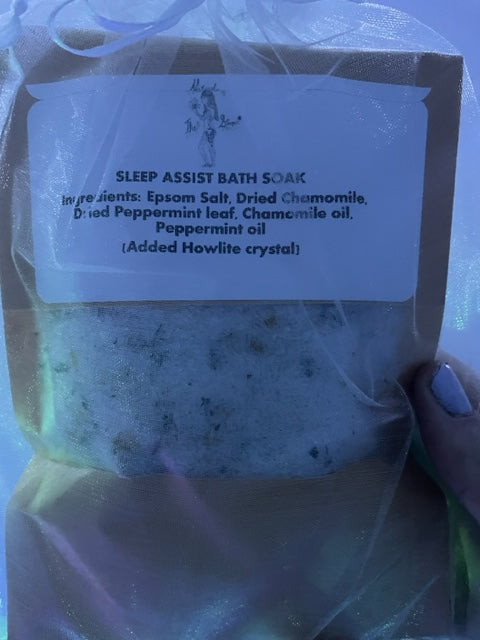 SLEEP ASSIST BATH SOAK
Ingredients: Epsom Salt, Dried Chamomile,
Dried Peppermint leaf, Chamomile oil,
Peppermint oil
(Added Howlite crystal)